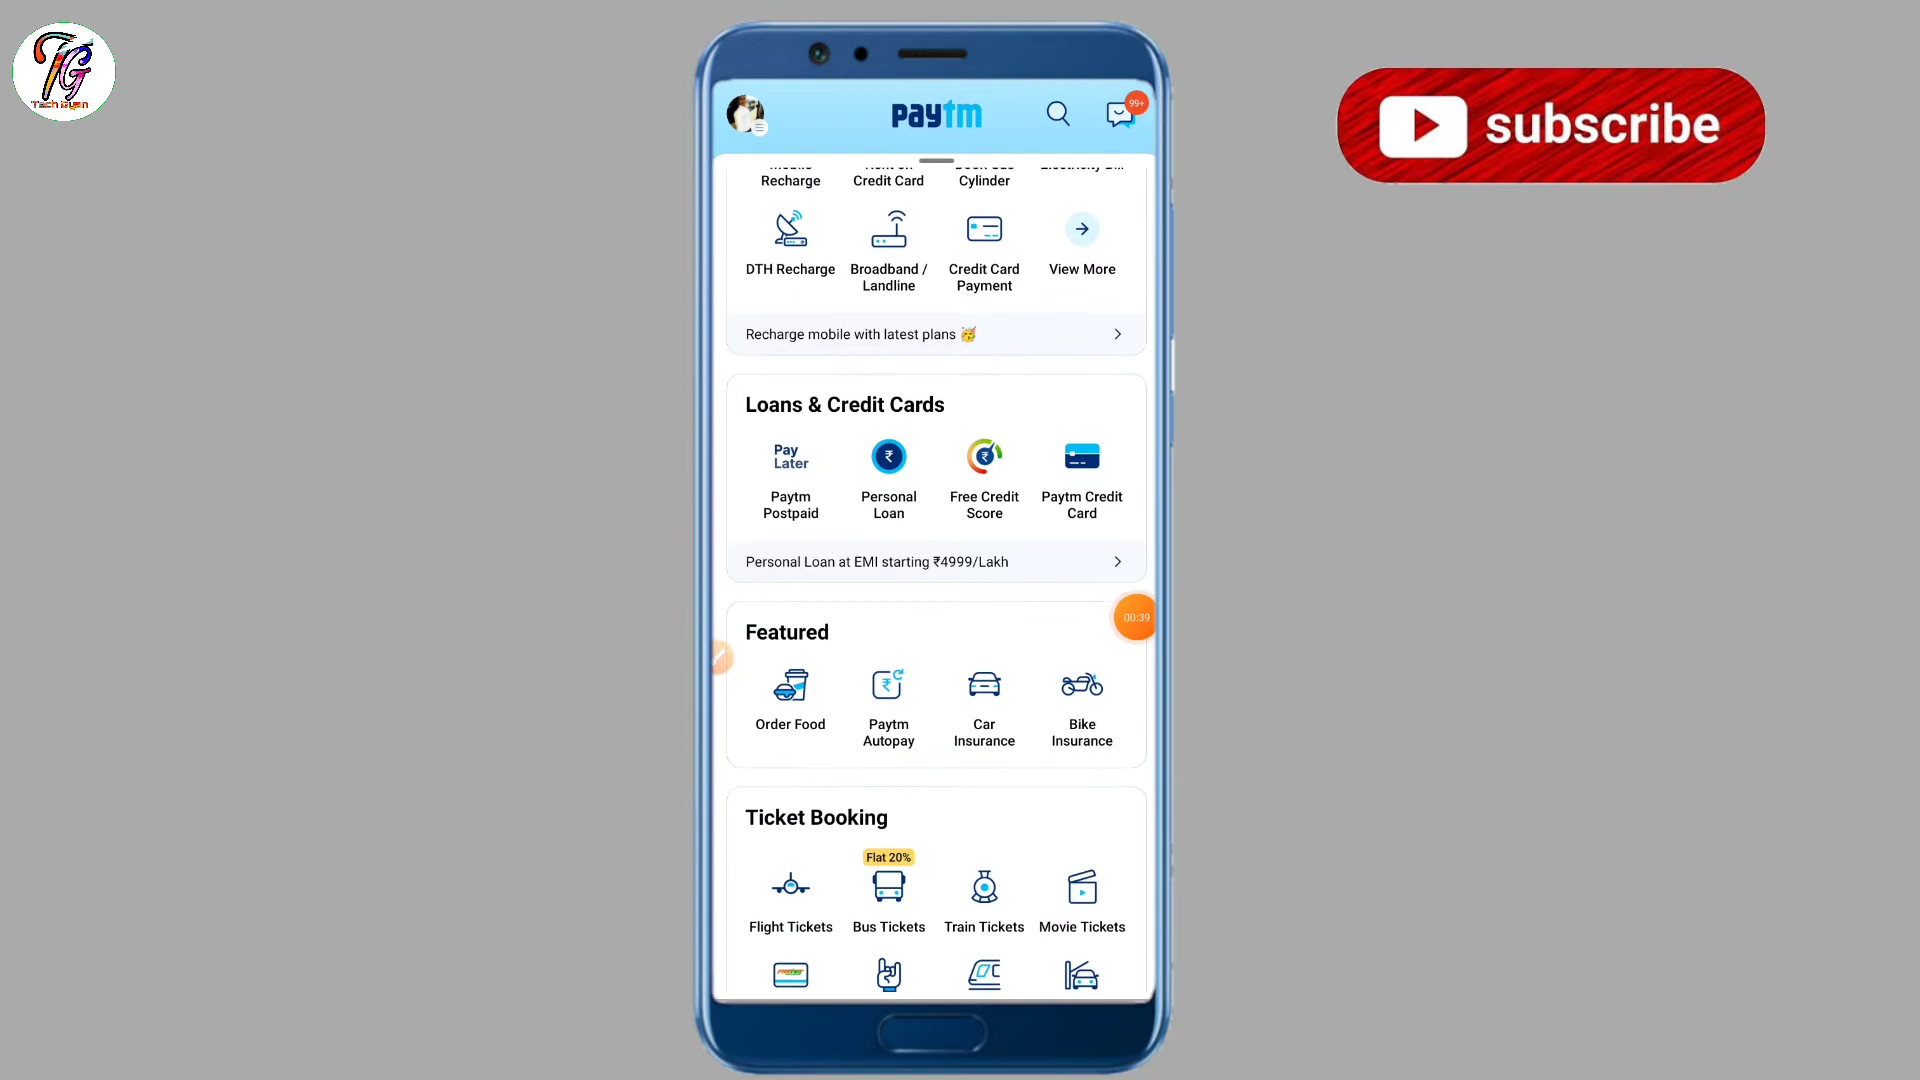 TG
Tech Gyan
paytm
99+
subscribe
Mobile Recharge
Rent on Credit Card
Book Gas Cylinder
Electricity B...
DTH Recharge
Broadband / Landline
Credit Card Payment
View More
Recharge mobile with latest plans 🥳
Loans & Credit Cards
Pay Later
Paytm Postpaid
Personal Loan
Free Credit Score
Paytm Credit Card
Personal Loan at EMI starting ₹4999/Lakh
00:39
Featured
Order Food
Paytm Autopay
Car Insurance
Bike Insurance
Ticket Booking
Flat 20%
Flight Tickets
Bus Tickets
Train Tickets
Movie Tickets